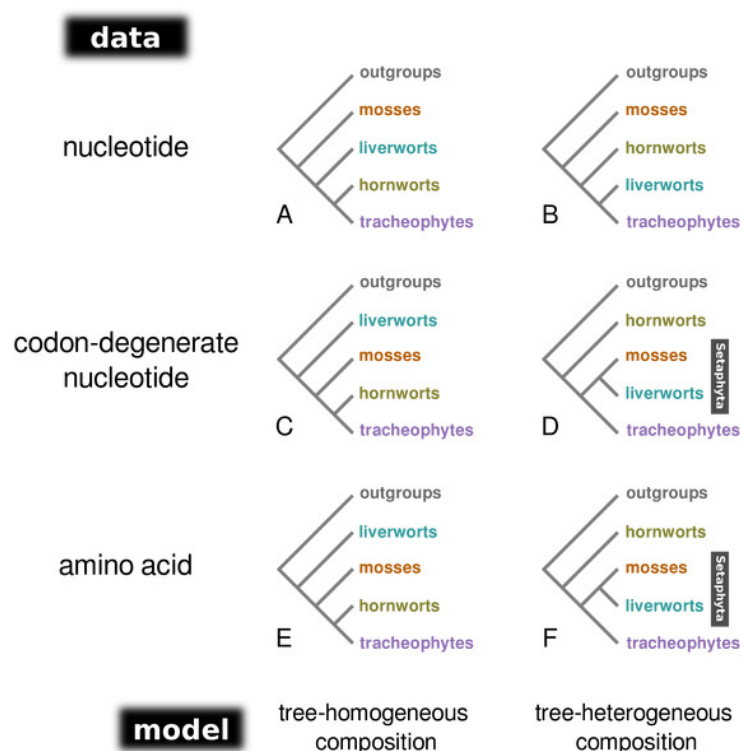 data
nucleotide
outgroups
mosses
liverworts
hornworts
tracheophytes
A
outgroups
mosses
hornworts
liverworts
tracheophytes
B
codon-degenerate
nucleotide
outgroups
liverworts
mosses
hornworts
tracheophytes
C
outgroups
hornworts
mosses
liverworts
tracheophytes
Setaphyta
D
amino acid
outgroups
liverworts
mosses
hornworts
tracheophytes
E
outgroups
hornworts
mosses
liverworts
tracheophytes
Setaphyta
F
model
tree-homogeneous
composition
tree-heterogeneous
composition